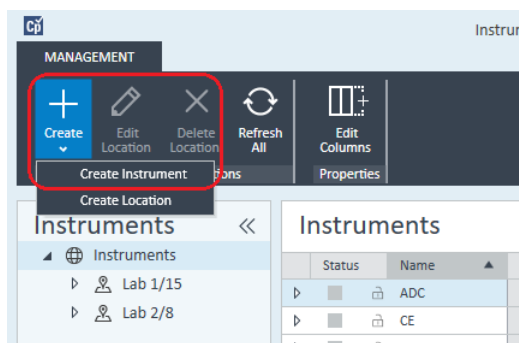 Cp
Instru
MANAGEMENT
Create
Edit
Location
Delete
Location
Refresh
All
Edit
Columns
Create Instrument
ons
Properties
Create Location
Instruments
Instruments
Lab 1/15
Lab 2/8
Instruments
Status
Name
ADC
CE